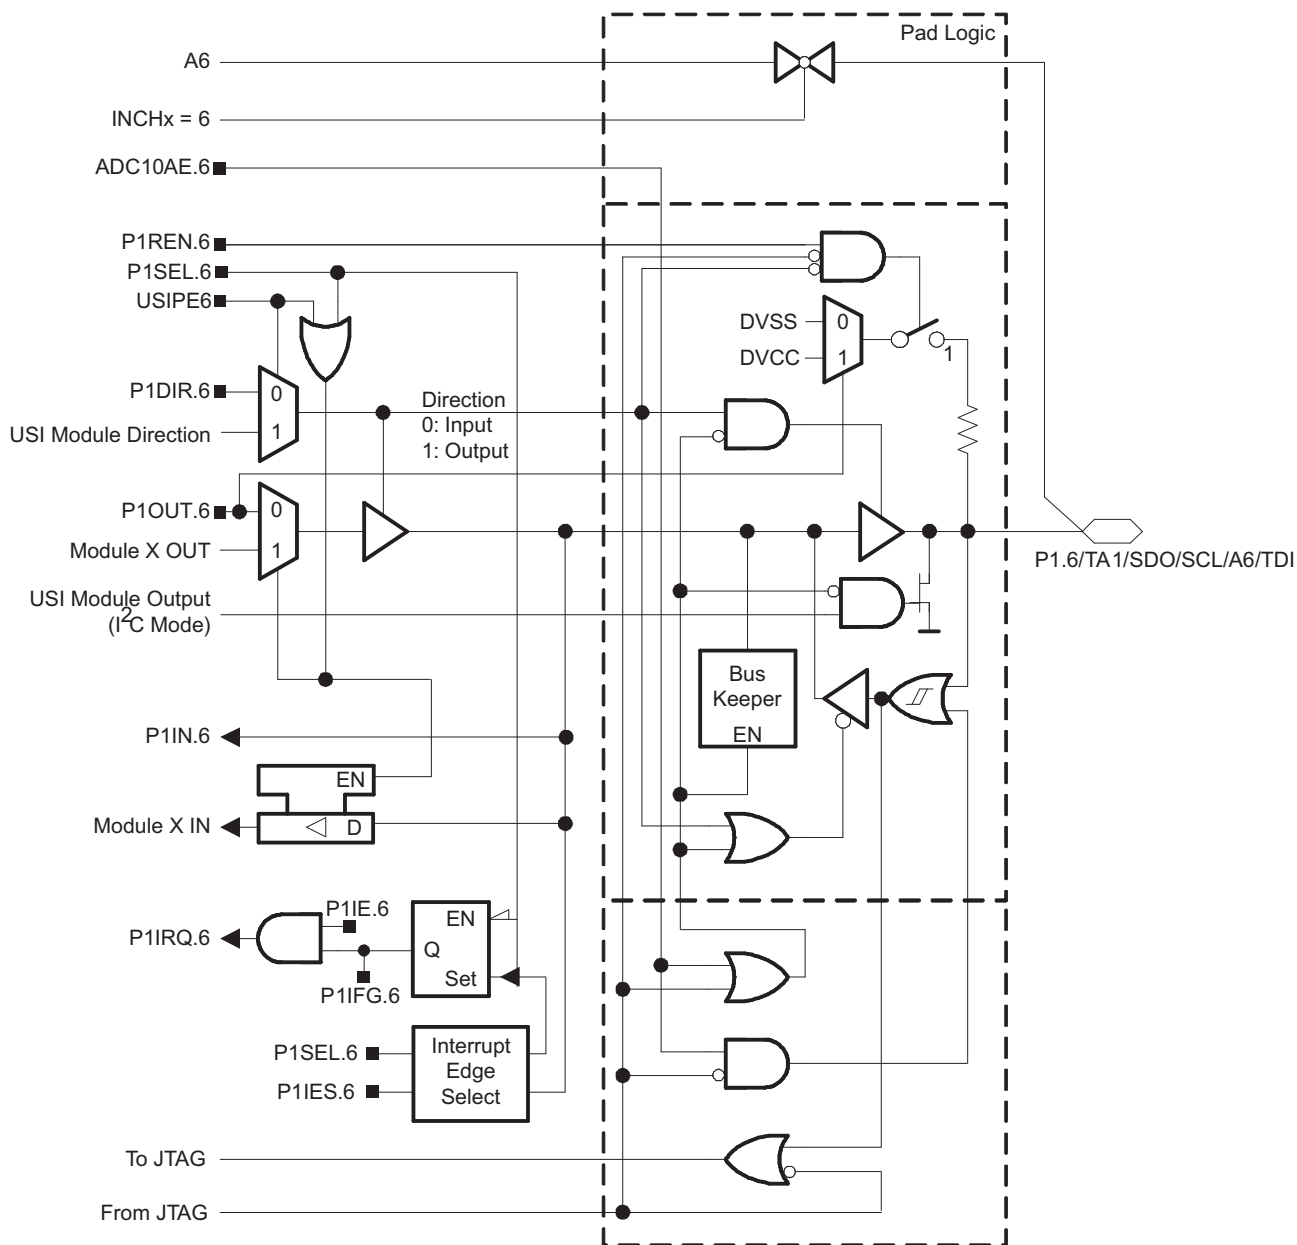 Pad Logic
A6
INCHx = 6
ADC10AE.6
P1REN.6
P1SEL.6
USIPE6
DVSS
0
DVCC
1
1
P1DIR.6
0
USI Module Direction
1
Direction
0: Input
1: Output
P1OUT.6
0
Module X OUT
1
P1.6/TA1/SDO/SCL/A6/TDI
USI Module Output
(I2C Mode)
Bus
Keeper
EN
P1IN.6
EN
Module X IN
D
P1IE.6
EN
P1IRQ.6
Q
Set
P1IFG.6
P1SEL.6
Interrupt
Edge
Select
P1IES.6
To JTAG
From JTAG